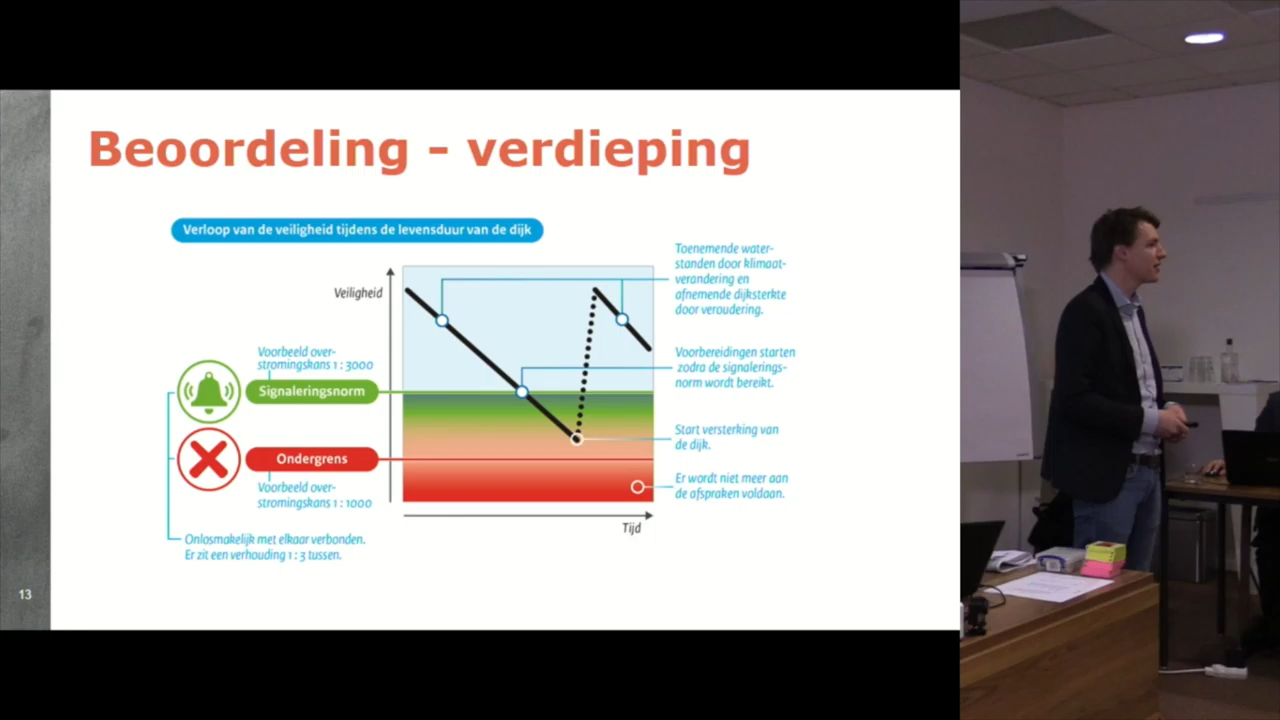 Beoordeling - verdieping
Verloop van de veiligheid tijdens de levensduur van de dijk
Veiligheid
Toenemende water-
standen door klimaat-
verandering en
afnemende dijksterkte
door veroudering.
Voorbeeld over-
stromingskans 1 : 3000
Signaleringsnorm
Voorbereidingen starten
zodra de signalerings-
norm wordt bereikt.
Start versterking van
de dijk.
Ondergrens
Voorbeeld over-
stromingskans 1 : 1000
Er wordt niet meer aan
de afspraken voldaan.
Tijd
Onlosmakelijk met elkaar verbonden.
Er zit een verhouding 1 : 3 tussen.
13